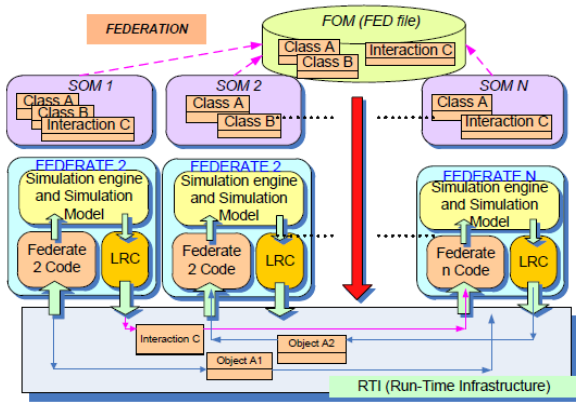 FEDERATION
FOM (FED file)
Class A
Class B
Interaction C
SOM 1
Class A
Class B
Interaction C
SOM 2
Class A
Class B
SOM N
Class A
Interaction C
FEDERATE 2
Simulation engine
and Simulation
Model
Federate
2 Code
LRC
FEDERATE 2
Simulation engine
and Simulation
Model
Federate
2 Code
LRC
FEDERATE N
Simulation engine
and Simulation
Model
Federate
n Code
LRC
Interaction C
Object A2
Object A1
RTI (Run-Time Infrastructure)